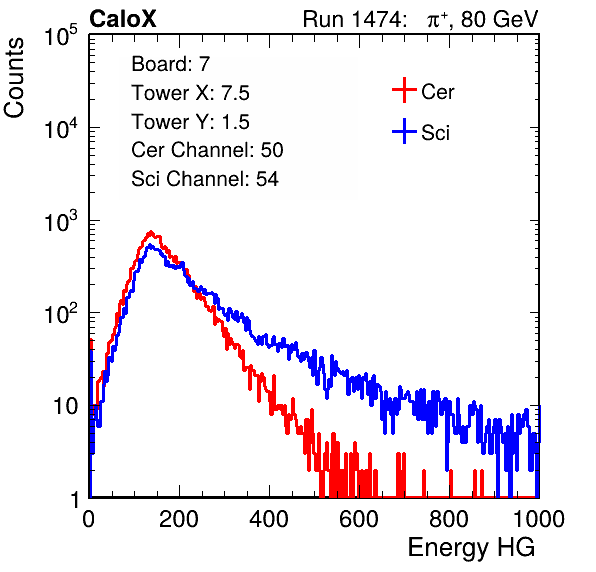 CaloX Run 1474: π⁺, 80 GeV
Counts
10⁵
10⁴
10³
10²
10
1
Board: 7
Tower X: 7.5
Tower Y: 1.5
Cer Channel: 50
Sci Channel: 54
Cer
Sci
0 200 400 600 800 1000
Energy HG